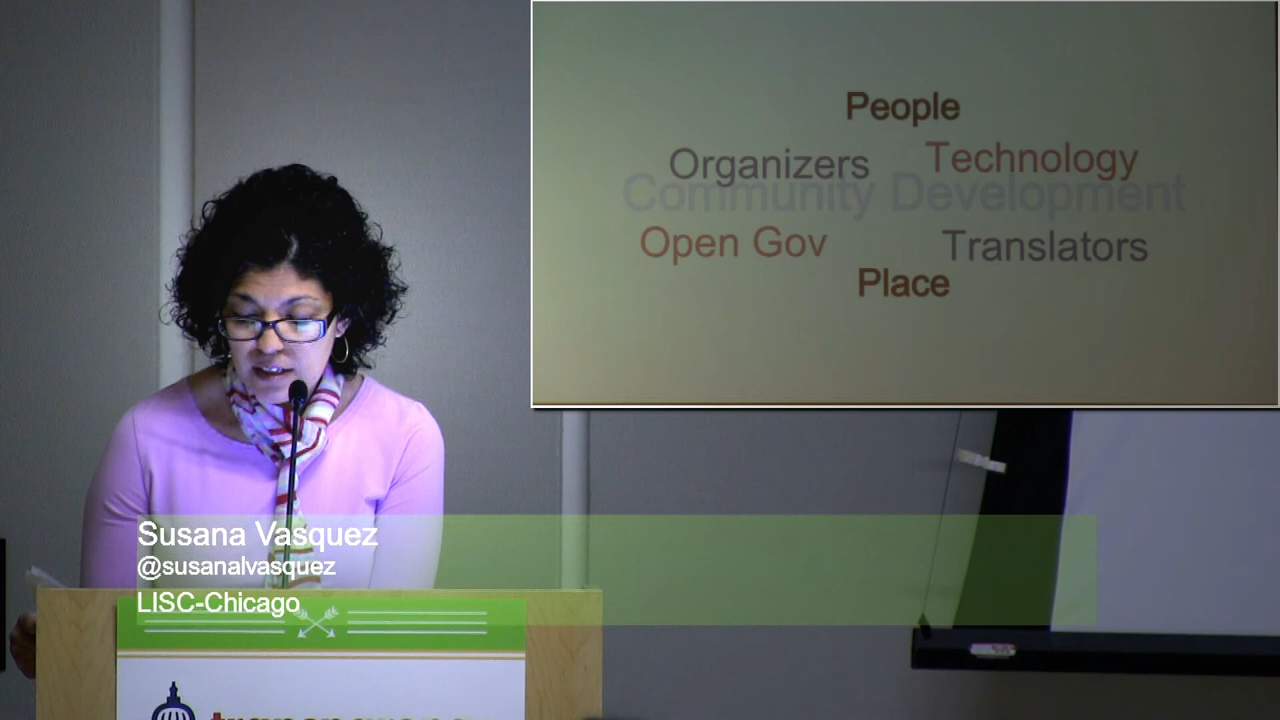 People
Organizers Technology
Community Development
Open Gov Translators
Place
Susana Vasquez
@susanalvasquez
LISC-Chicago